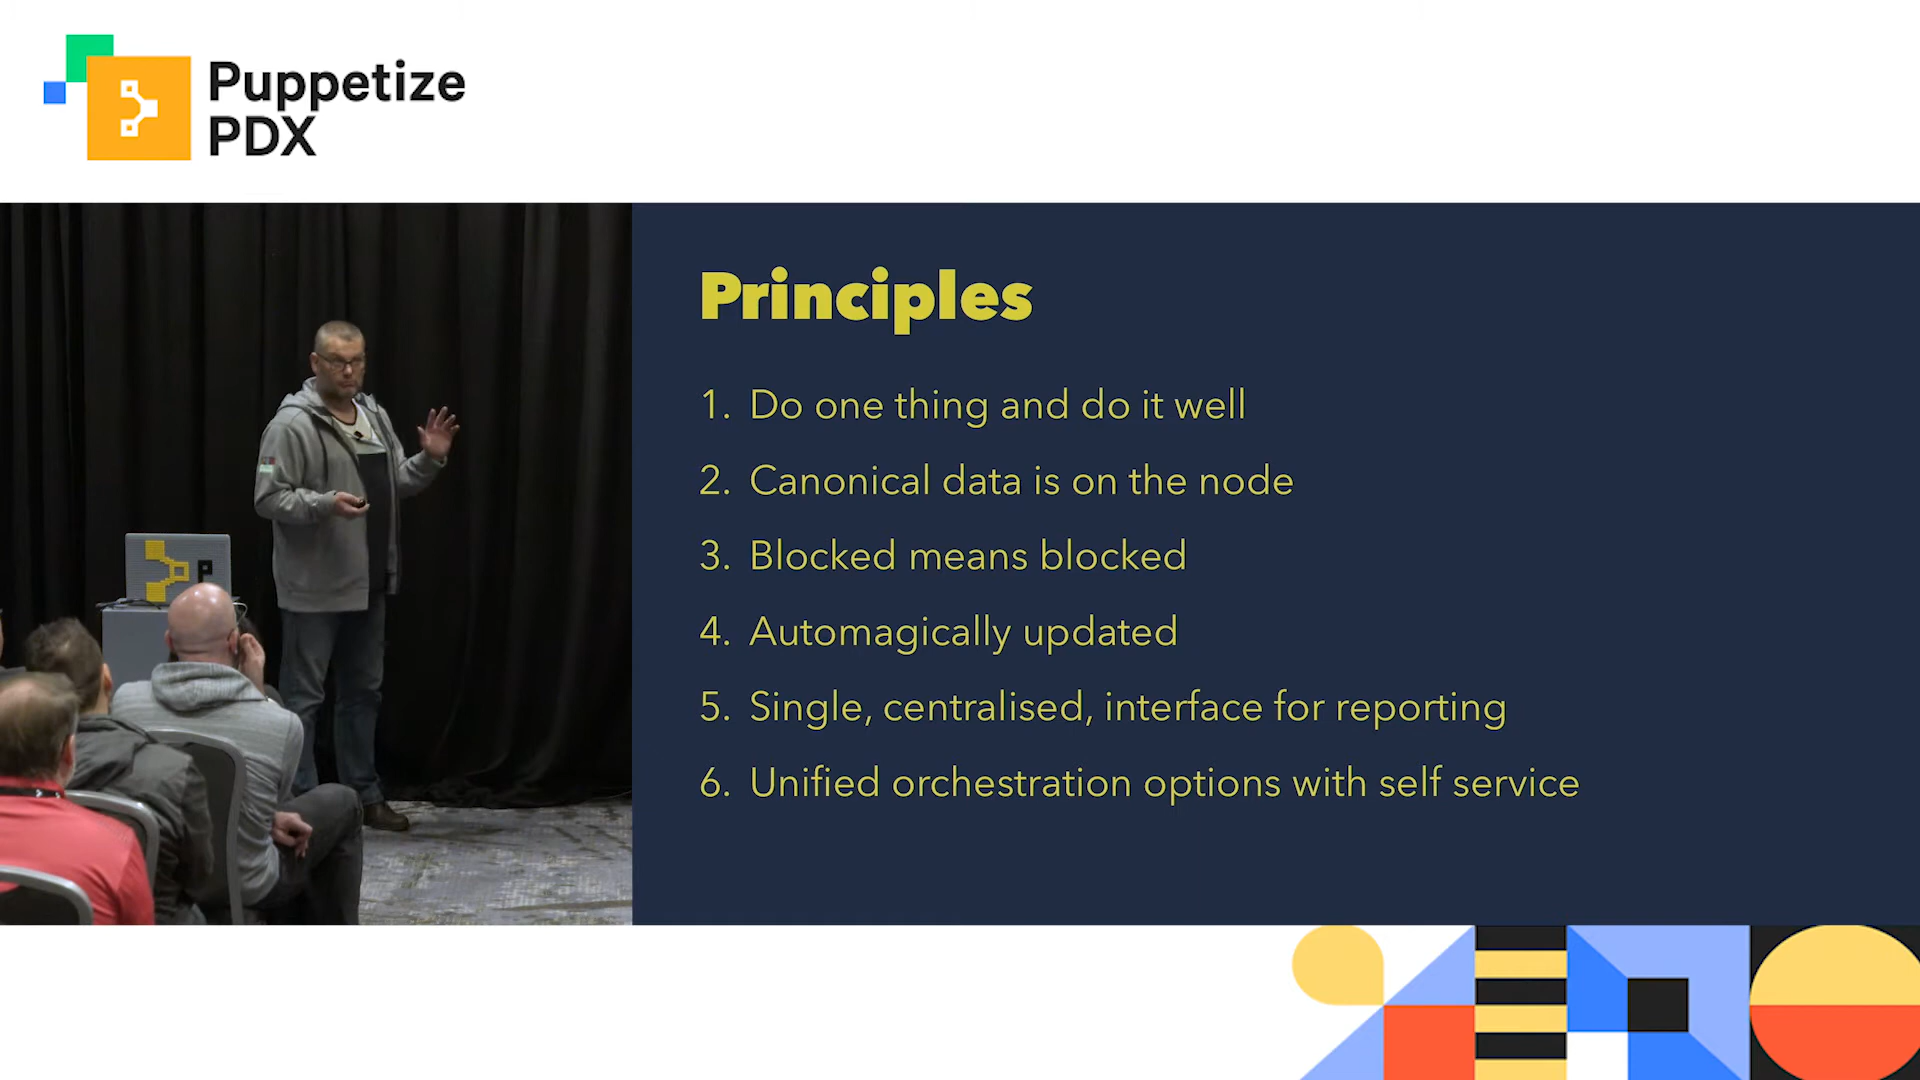 Puppetize
PDX
Principles
1. Do one thing and do it well
2. Canonical data is on the node
3. Blocked means blocked
4. Automagically updated
5. Single, centralised, interface for reporting
6. Unified orchestration options with self service
P